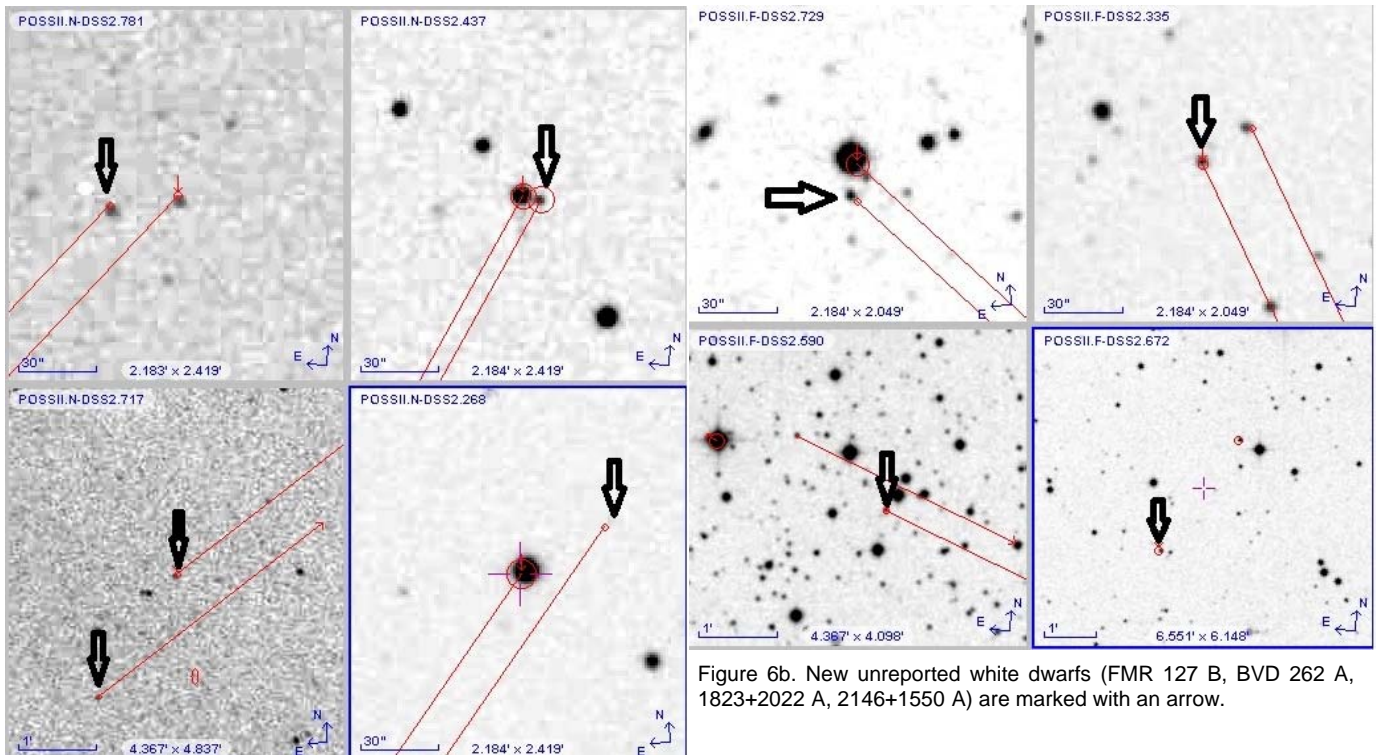 POSSII.N-DSS2.781
30"
2.183' x 2.419'
N
E
POSSII.N-DSS2.437
30"
2.184' x 2.419'
N
E
POSSII.F-DSS2.729
30"
2.184' x 2.049'
N
E
POSSII.F-DSS2.335
30"
2.184' x 2.049'
N
E
POSSII.N-DSS2.717
1'
4.367' x 4.837'
N
E
POSSII.N-DSS2.268
30"
2.184' x 2.419'
N
E
POSSII.F-DSS2.590
1'
4.367' x 4.098'
N
E
POSSII.F-DSS2.672
1'
6.551' x 6.148'
N
E
Figure 6b. New unreported white dwarfs (FMR 127 B, BVD 262 A,
1823+2022 A, 2146+1550 A) are marked with an arrow.